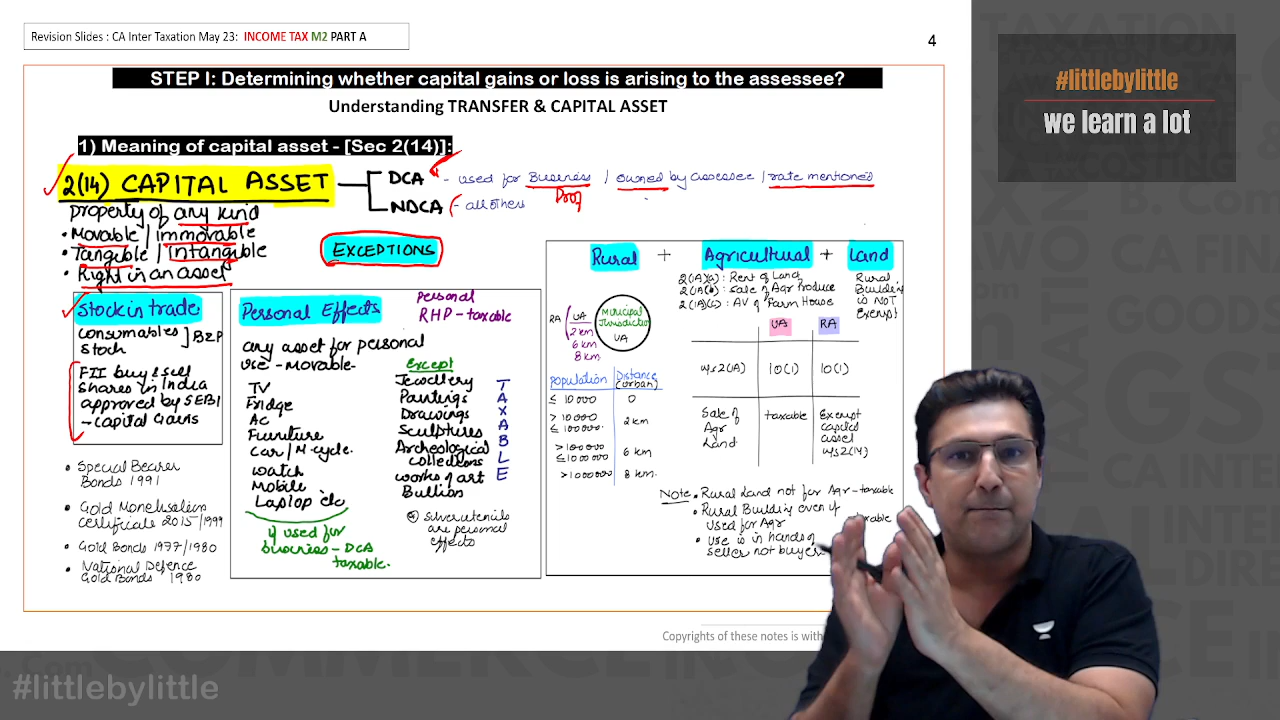 Revision Slides : CA Inter Taxation May 23: INCOME TAX M2 PART A
4
STEP I: Determining whether capital gains or loss is arising to the assessee?
Understanding TRANSFER & CAPITAL ASSET
1) Meaning of capital asset - [Sec 2(14)]:
2(14) CAPITAL ASSET
DCA - used for Business / owned by assessee / rate mentioned
Prof
NDCA - all others
Property of any kind
• Movable / Immovable
• Tangible / Intangible
• Right in an asset
EXCEPTIONS
Stock in trade
consumables
Stock
] B&P
FII buy & sell
shares in India
approved by SEBI
- capital gains
• Special Bearer
Bonds 1991
• Gold Monetisation
certificate 2015/1999
• Gold Bonds 1977/1980
• National Defence
Gold Bonds 1980
Personal Effects
Personal
RHP - taxable
any asset for personal
use - movable-
TV
Fridge
AC
Furniture
Car / M cycle.
watch
Mobile
Laptop etc
if used for
business - DCA
taxable.
Except
Jewellery
Paintings
Drawings
Sculptures
Archeological
collections
works of art
Bullion
TAXABLE
silver utensils
are personal
effects
Rural + Agricultural + Land
2(1A)(a): Rent of Land
2(1A)(b): Sale of Agr Produce
2(1A)(c): AV of Farm House
Rural
Building
is NOT
Exempt
RA
UA
2 km
6 km
8 km
Municipal
Jurisdiction
UA
Population Distance (urban)
≤ 10000 0
> 10000
≤ 100000. 2 km
> 100000
≤ 1000000 6 km
> 1000000 8 km.
UA RA
u/s 2(1A) 10(1) 10(1)
Sale of
Agr
Land
taxable
Exempt
capital
asset
u/s 2(14)
Note • Rural Land not for Agr - taxable
• Rural Building even if
used for Agr
• Use is in hands of
seller not buyer
Copyrights of these notes is with
#littlebylittle
we learn a lot
#littlebylittle